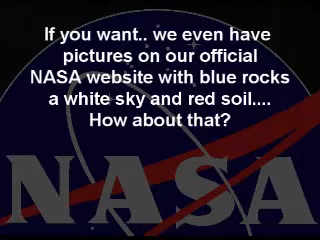 If you want.. we even have
pictures on our official
NASA website with blue rocks
a white sky and red soil....
How about that?
NASA